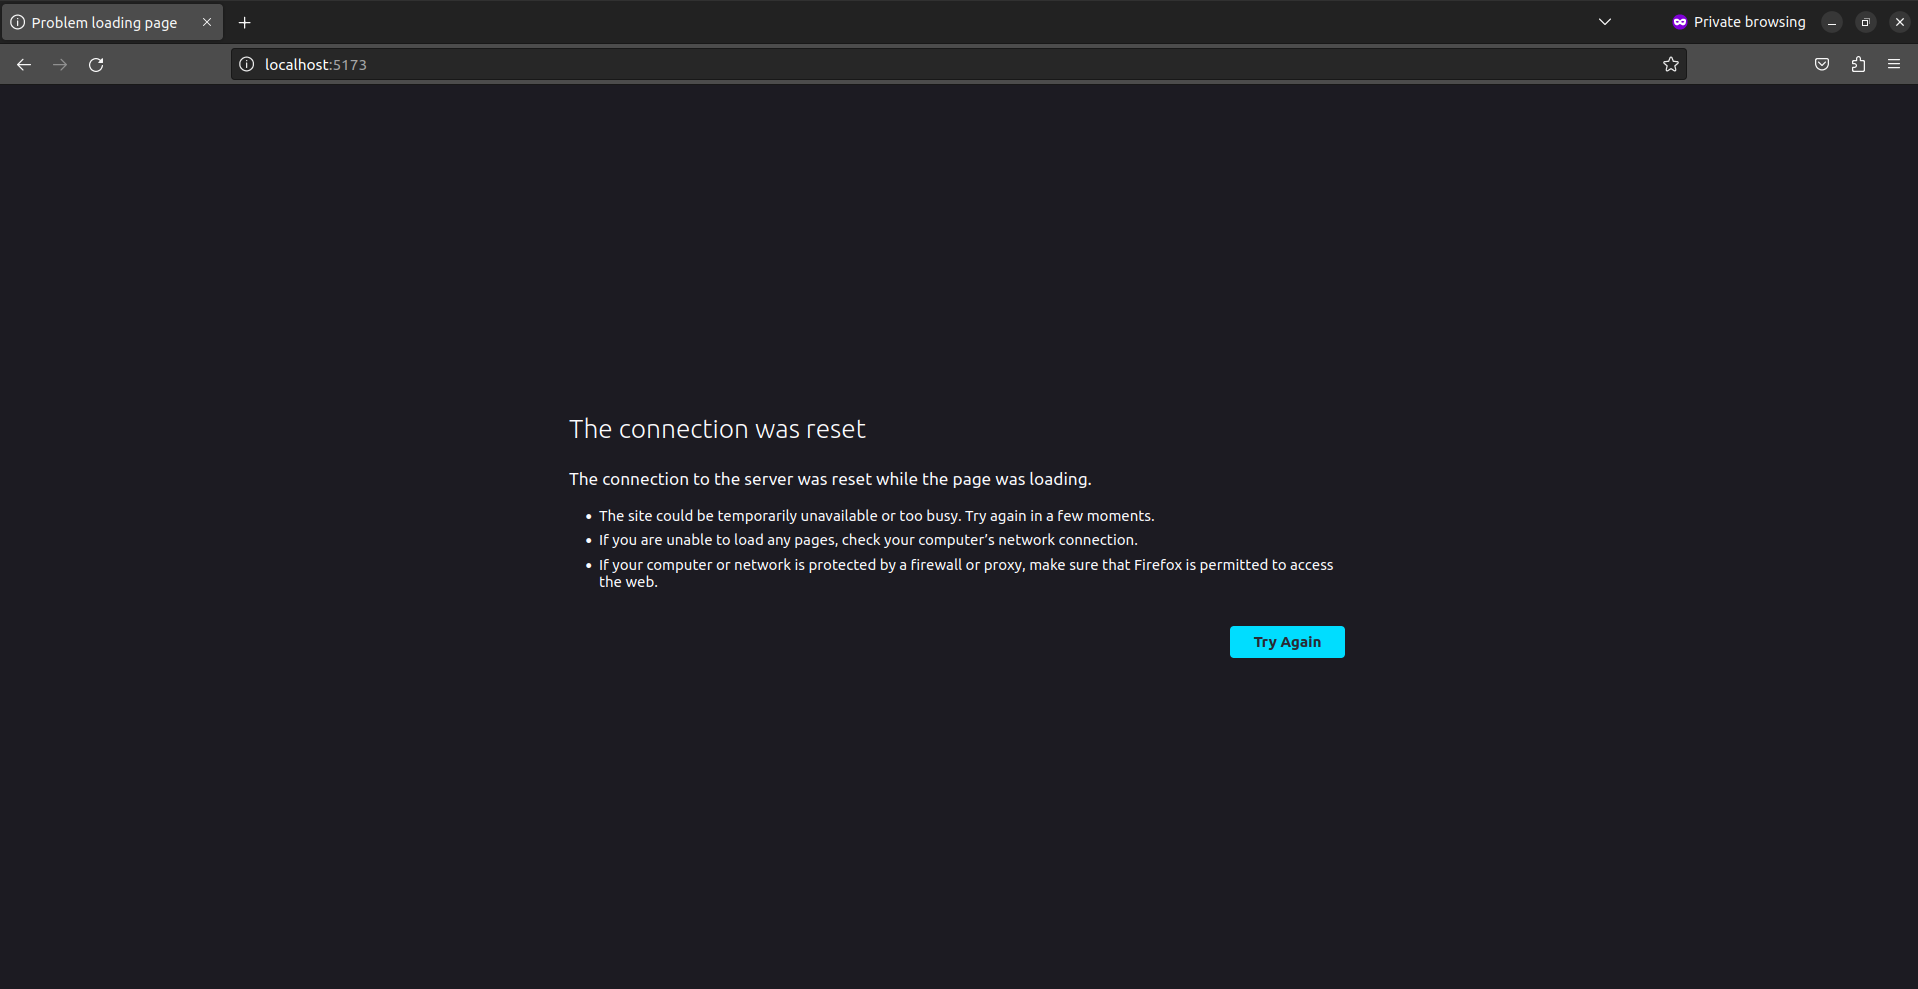 Problem loading page
Private browsing
localhost:5173
The connection was reset
The connection to the server was reset while the page was loading.
• The site could be temporarily unavailable or too busy. Try again in a few moments.
• If you are unable to load any pages, check your computer’s network connection.
• If your computer or network is protected by a firewall or proxy, make sure that Firefox is permitted to access
the web.
Try Again